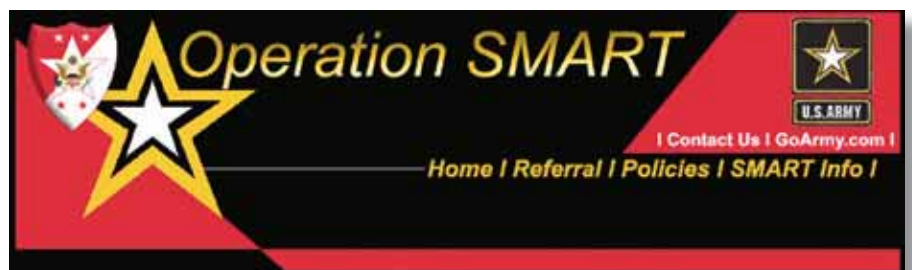 Operation SMART
U.S.ARMY
I Contact Us I GoArmy.com I
Home I Referral I Policies I SMART Info I